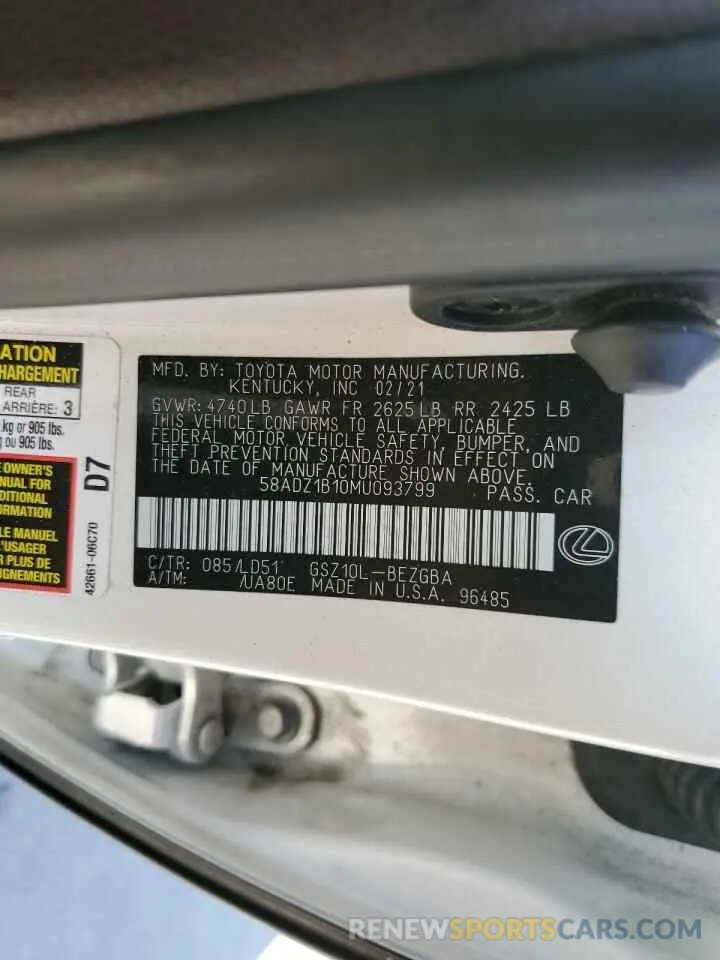 ATION
HARGEMENT
REAR
ARRIÈRE: 3
kg or 905 lbs.
ou 905 lbs.
OWNER'S
MANUAL
FOR
ADDITIONAL
INFORMATION
LE MANUEL
L'USAGER
R PLUS DE
IGNEMENTS
D7
42661-06C70
MFD. BY: TOYOTA MOTOR MANUFACTURING.
KENTUCKY, INC 02/21
GVWR: 4740LB GAWR FR 2625LB RR 2425 LB
THIS VEHICLE CONFORMS TO ALL APPLICABLE
FEDERAL MOTOR VEHICLE SAFETY, BUMPER, AND
THEFT PREVENTION STANDARDS IN EFFECT ON
THE DATE OF MANUFACTURE SHOWN ABOVE.
58ADZ1B10MU093799 PASS. CAR
C/TR: 085/LD51 GSZ10L-BEZGBA
A/TM: /UA80E MADE IN U.S.A. 96485
RENEWSPORTSCARS.COM